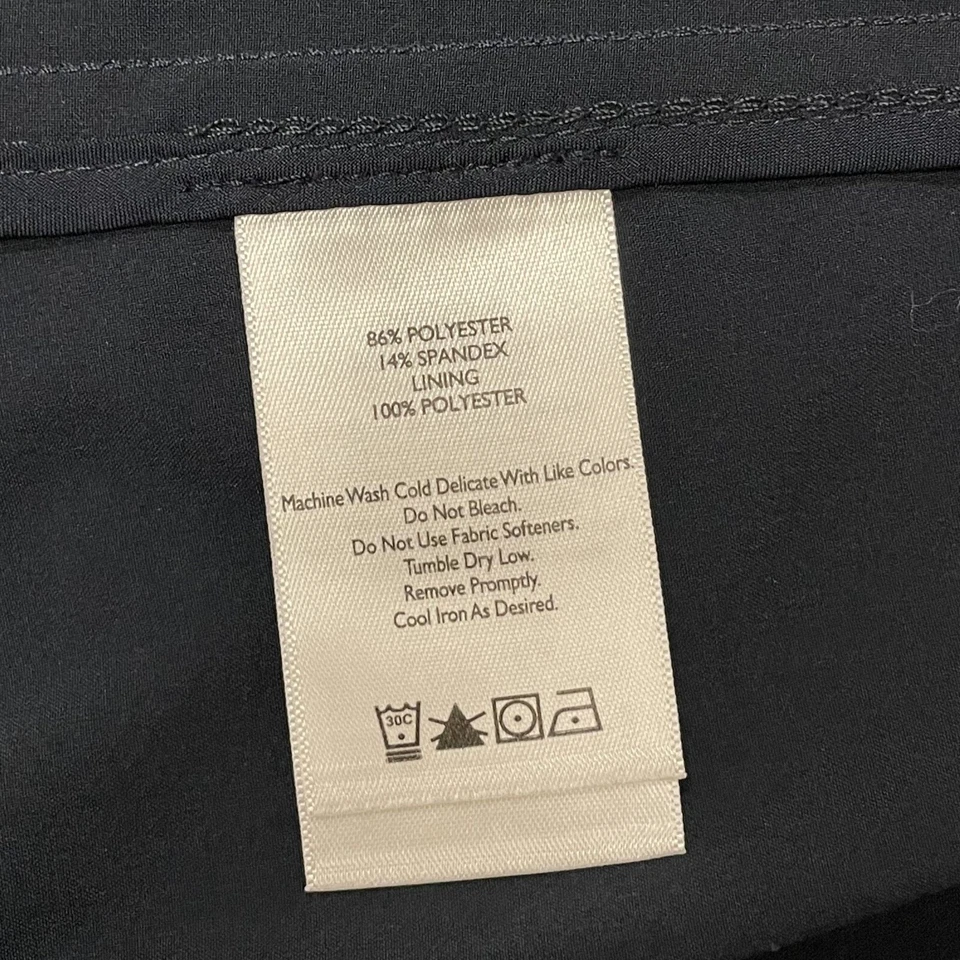 86% POLYESTER
14% SPANDEX
LINING
100% POLYESTER
Machine Wash Cold Delicate With Like Colors.
Do Not Bleach.
Do Not Use Fabric Softeners.
Tumble Dry Low.
Remove Promptly.
Cool Iron As Desired.
30C